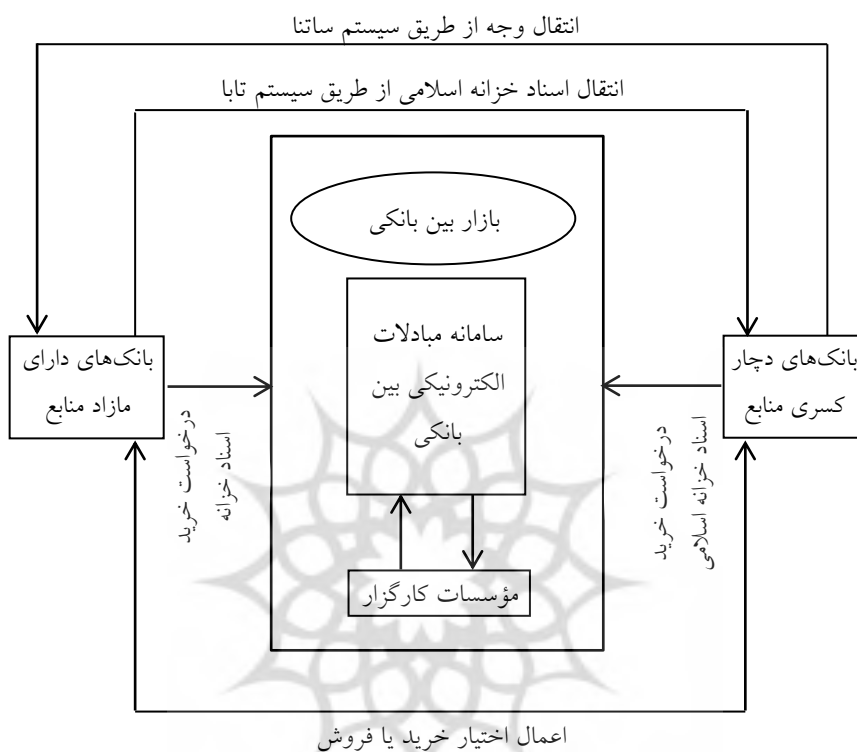 انتقال وجه از طریق سیستم ساتنا
انتقال اسناد خزانه اسلامی از طریق سیستم تابا
بازار بین بانکی
سامانه مبادلات
الکترونیکی بین
بانکی
بانک‌های دچار
کسری منابع
بانک‌های دارای
مازاد منابع
درخواست خرید
اسناد خزانه اسلامی
درخواست خرید
اسناد خزانه
مؤسسات کارگزار
اعمال اختیار خرید یا فروش